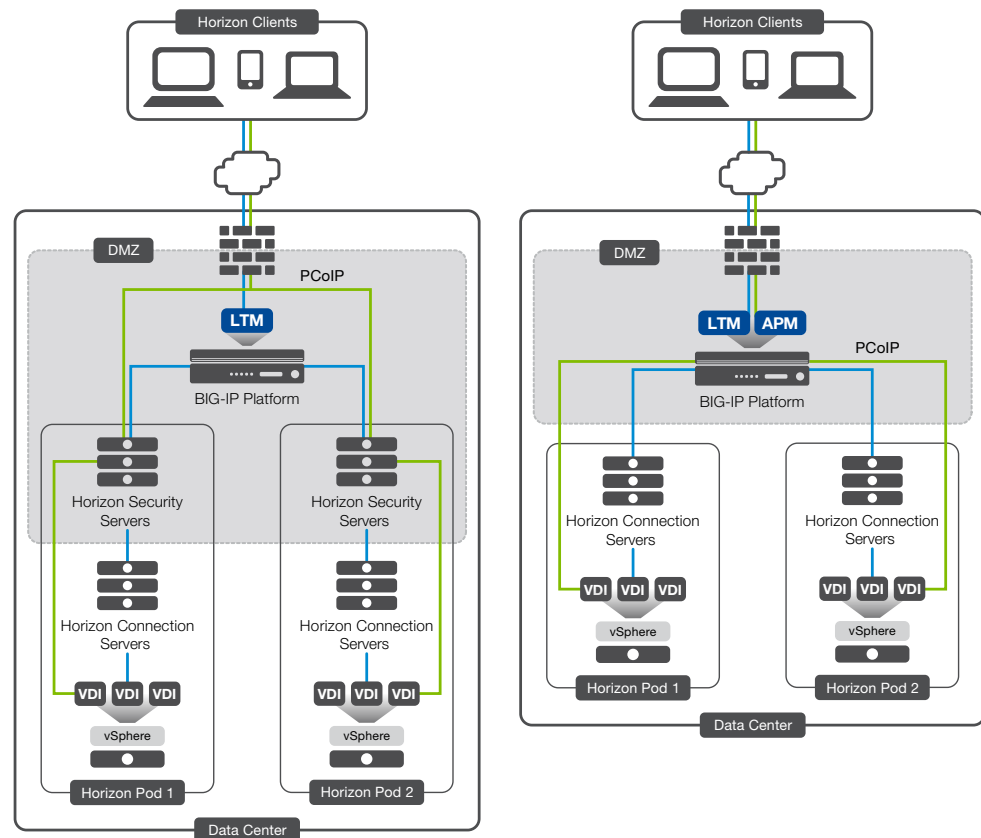 Horizon Clients
DMZ
PCoIP
LTM
BIG-IP Platform
Horizon Security
Servers
Horizon Security
Servers
Horizon Connection
Servers
Horizon Connection
Servers
VDI VDI VDI
VDI VDI VDI
vSphere
vSphere
Horizon Pod 1
Horizon Pod 2
Data Center
Horizon Clients
DMZ
LTM APM
PCoIP
BIG-IP Platform
Horizon Connection
Servers
Horizon Connection
Servers
VDI VDI VDI
VDI VDI VDI
vSphere
vSphere
Horizon Pod 1
Horizon Pod 2
Data Center